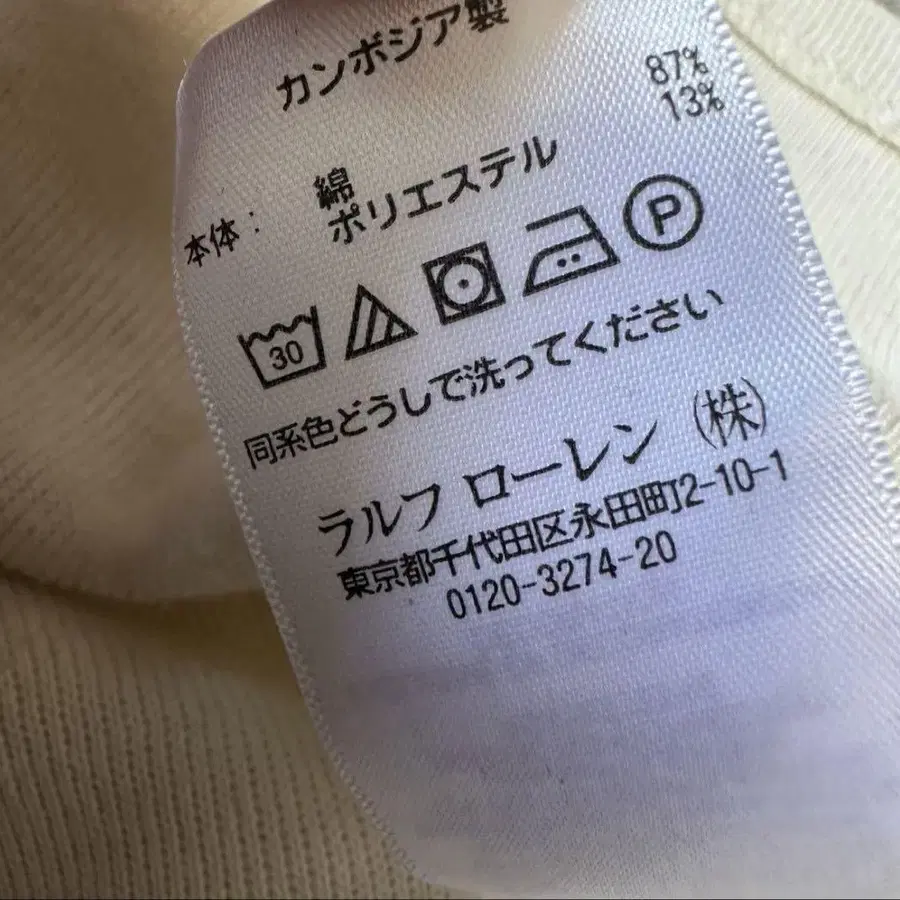 カンボジア製
本体： 綿 87%
ポリエステル 13%
30 P
同系色どうしで洗ってください
ラルフ ローレン (株)
東京都千代田区永田町2-10-1
0120-3274-20